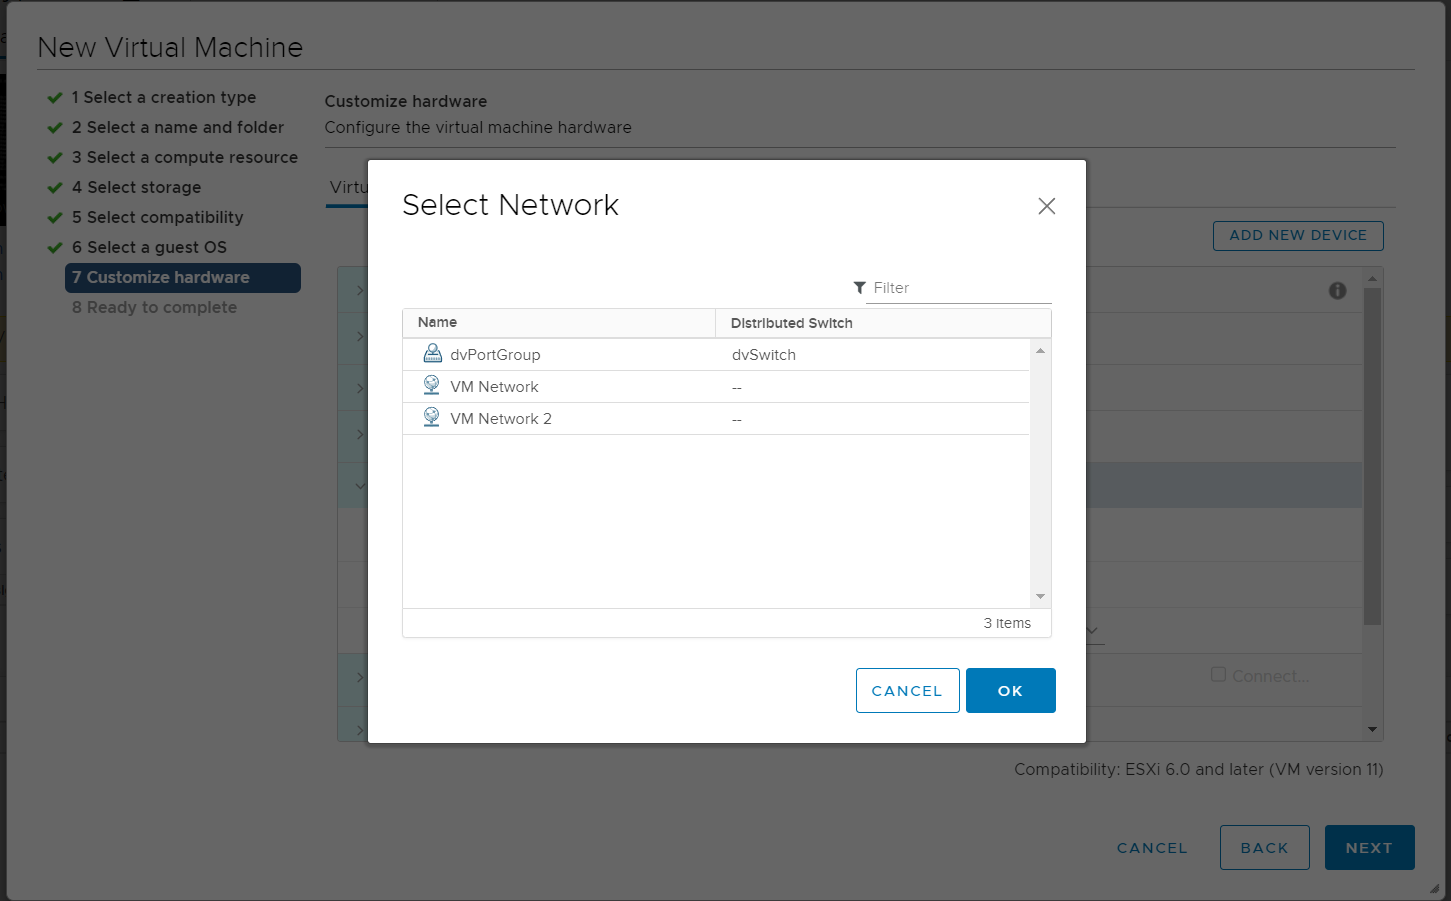 New Virtual Machine
1 Select a creation type
2 Select a name and folder
3 Select a compute resource
4 Select storage
5 Select compatibility
6 Select a guest OS
7 Customize hardware
8 Ready to complete
Customize hardware
Configure the virtual machine hardware
Virtu
ADD NEW DEVICE
Select Network
Filter
Name Distributed Switch
dvPortGroup dvSwitch
VM Network --
VM Network 2 --
3 items
CANCEL OK
Connect...
Compatibility: ESXi 6.0 and later (VM version 11)
CANCEL BACK NEXT